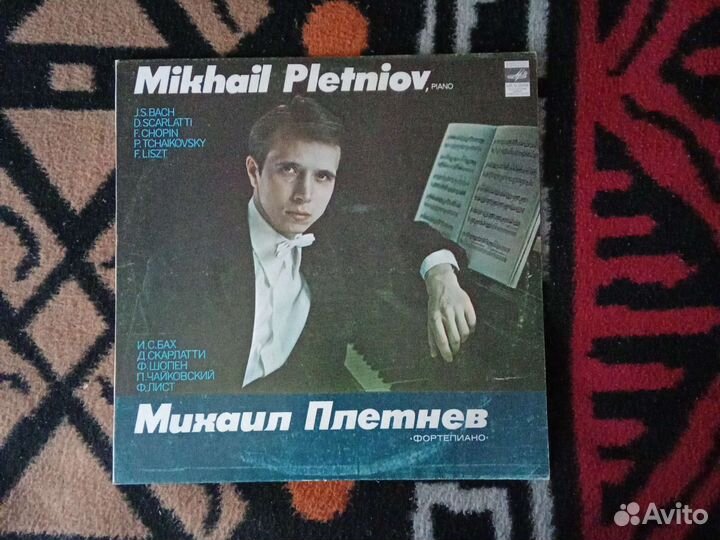 Mikhail Pletniov, PIANO
J.S.BACH
D.SCARLATTI
F.CHOPIN
P.TCHAIKOVSKY
F.LISZT
И.С.БАХ
Д.СКАРЛАТТИ
Ф.ШОПЕН
П.ЧАЙКОВСКИЙ
Ф.ЛИСТ
Михаил Плетнев
·ФОРТЕПИАНО·
Avito